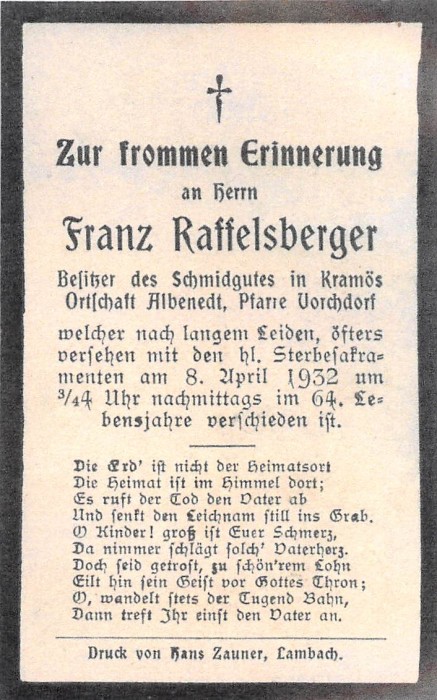 Zur frommen Erinnerung
an Herrn
Franz Raffelsberger
Besitzer des Schmidgutes in Kramös
Ortschaft Albenedt, Pfarre Vorchdorf
welcher nach langem Leiden, öfters
versehen mit den hl. Sterbesakra-
menten am 8. April 1932 um
¾4 Uhr nachmittags im 64. Le-
bensjahre verschieden ist.
Die Erd' ist nicht der Heimatsort
Die Heimat ist im Himmel dort;
Es ruft der Tod den Vater ab
Und senkt den Leichnam still ins Grab.
O Kinder! groß ist Euer Schmerz,
Da nimmer schlägt solch' Vaterherz.
Doch seid getrost, zu schön'rem Lohn
Eilt hin sein Geist vor Gottes Thron;
O, wandelt stets der Tugend Bahn,
Dann treft Ihr einst den Vater an.
Druck von Hans Zauner, Lambach.